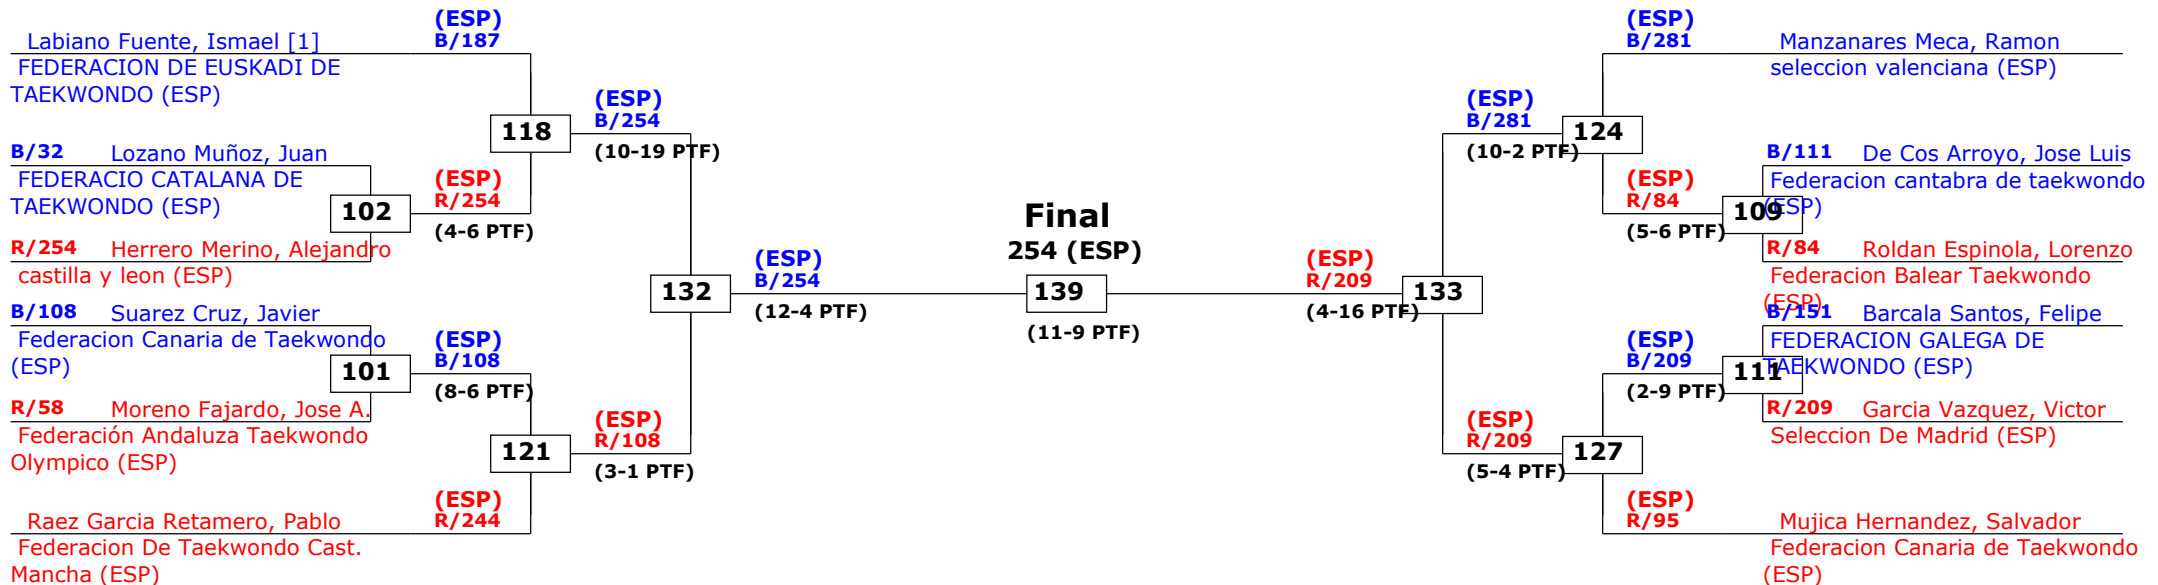 (ESP)
B/187
Labiano Fuente, Ismael [1]
FEDERACION DE EUSKADI DE
TAEKWONDO (ESP)
118
(ESP)
B/254
(10-19 PTF)
B/32 Lozano Muñoz, Juan
FEDERACIO CATALANA DE
TAEKWONDO (ESP)
102
(ESP)
R/254
(4-6 PTF)
R/254 Herrero Merino, Alejandro
castilla y leon (ESP)
132
(ESP)
B/254
(12-4 PTF)
B/108 Suarez Cruz, Javier
Federacion Canaria de Taekwondo
(ESP)
101
(ESP)
B/108
(8-6 PTF)
R/58 Moreno Fajardo, Jose A.
Federación Andaluza Taekwondo
Olympico (ESP)
121
(ESP)
R/108
(3-1 PTF)
(ESP)
R/244
Raez Garcia Retamero, Pablo
Federacion De Taekwondo Cast.
Mancha (ESP)
Final
254 (ESP)
139
(11-9 PTF)
(ESP)
R/209
(4-16 PTF)
133
(ESP)
B/281
(10-2 PTF)
124
(ESP)
B/281
Manzanares Meca, Ramon
seleccion valenciana (ESP)
(ESP)
R/84
(5-6 PTF)
109
B/111 De Cos Arroyo, Jose Luis
Federacion cantabra de taekwondo
(ESP)
R/84 Roldan Espinola, Lorenzo
Federacion Balear Taekwondo
(ESP)
(ESP)
R/209
(5-4 PTF)
127
(ESP)
B/209
(2-9 PTF)
111
B/151 Barcala Santos, Felipe
FEDERACION GALEGA DE
TAEKWONDO (ESP)
R/209 Garcia Vazquez, Victor
Seleccion De Madrid (ESP)
(ESP)
R/95
Mujica Hernandez, Salvador
Federacion Canaria de Taekwondo
(ESP)